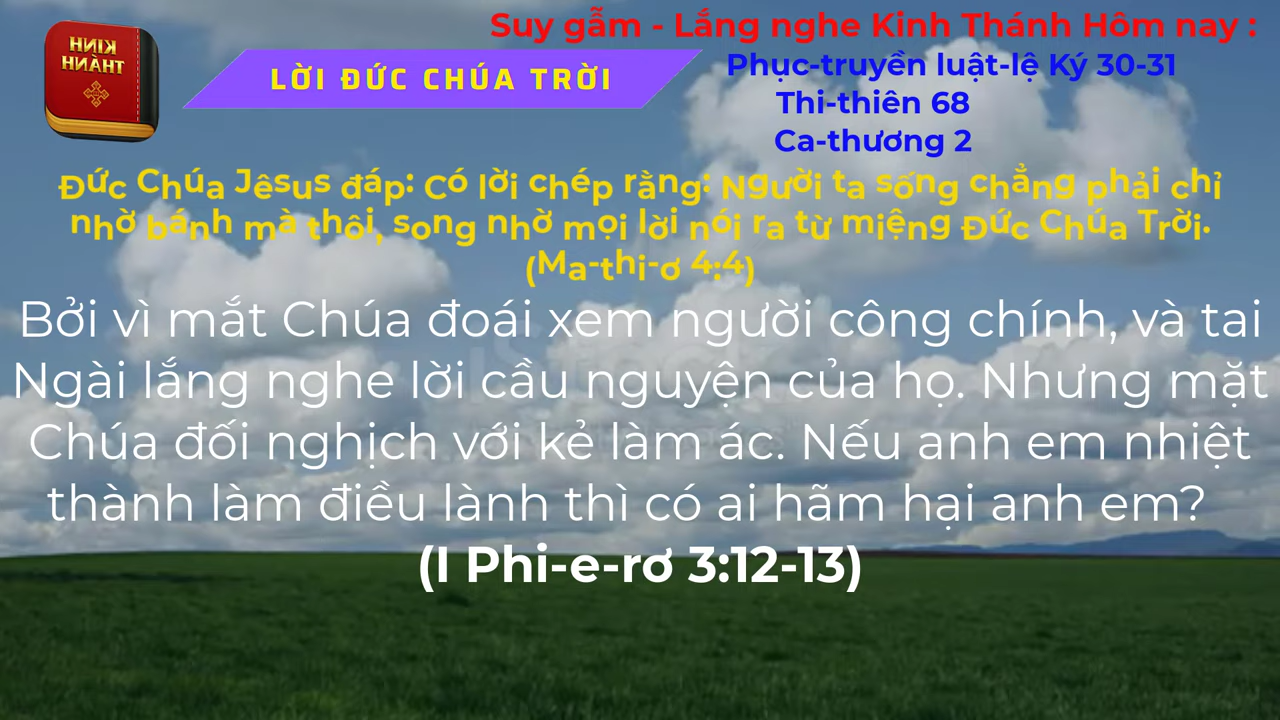 Suy gẫm - Lắng nghe Kinh Thánh Hôm nay :
KINH
THÀNH
LỜI ĐỨC CHÚA TRỜI
Phục-truyền luật-lệ Ký 30-31
Thi-thiên 68
Ca-thương 2
Đức Chúa Jêsus đáp: Có lời chép rằng: Người ta sống chẳng phải chỉ
nhờ bánh mà thôi, song nhờ mọi lời nói ra từ miệng Đức Chúa Trời.
(Ma-thi-ơ 4:4)
Bởi vì mắt Chúa đoái xem người công chính, và tai
Ngài lắng nghe lời cầu nguyện của họ. Nhưng mặt
Chúa đối nghịch với kẻ làm ác. Nếu anh em nhiệt
thành làm điều lành thì có ai hãm hại anh em?
(I Phi-e-rơ 3:12-13)